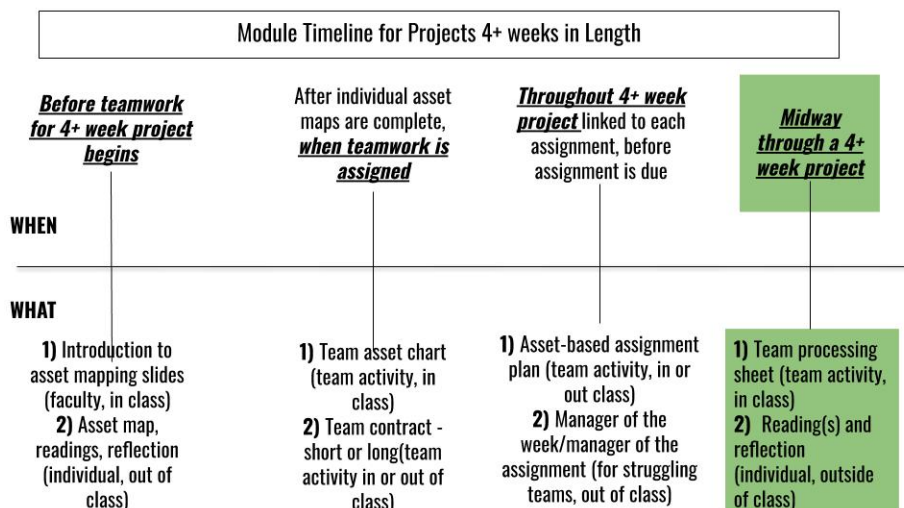 Module Timeline for Projects 4+ weeks in Length
Before teamwork
for 4+ week project
begins
After individual asset
maps are complete,
when teamwork is
assigned
Throughout 4+ week
project linked to each
assignment, before
assignment is due
Midway
through a 4+
week project
WHEN
WHAT
1) Introduction to
asset mapping slides
(faculty, in class)
2) Asset map,
readings, reflection
(individual, out of
class)
1) Team asset chart
(team activity, in
class)
2) Team contract -
short or long(team
activity in or out of
class)
1) Asset-based assignment
plan (team activity, in or
out class)
2) Manager of the
week/manager of the
assignment (for struggling
teams, out of class)
1) Team processing
sheet (team activity,
in class)
2) Reading(s) and
reflection
(individual, outside
of class)